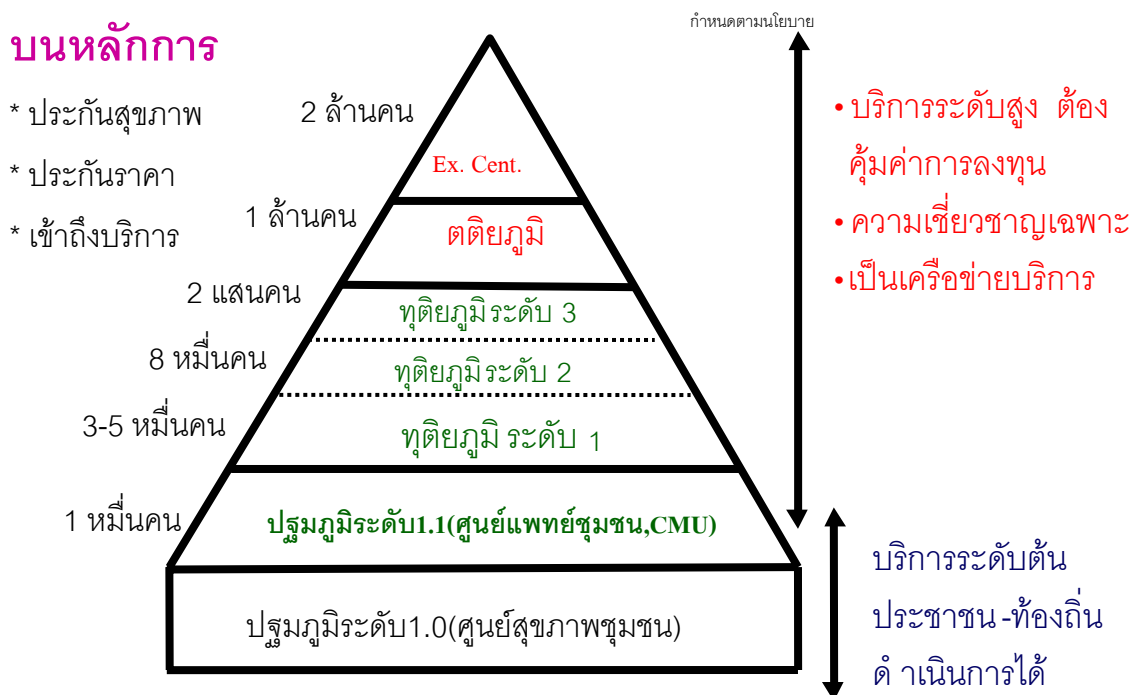 กำหนดตามนโยบาย
บนหลักการ
* ประกันสุขภาพ
* ประกันราคา
* เข้าถึงบริการ
2 ล้านคน
Ex. Cent.
1 ล้านคน
ตติยภูมิ
2 แสนคน
ทุติยภูมิระดับ 3
8 หมื่นคน
ทุติยภูมิระดับ 2
3-5 หมื่นคน
ทุติยภูมิ ระดับ 1
1 หมื่นคน
ปฐมภูมิระดับ1.1(ศูนย์แพทย์ชุมชน,CMU)
ปฐมภูมิระดับ1.0(ศูนย์สุขภาพชุมชน)
• บริการระดับสูง ต้อง
คุ้มค่าการลงทุน
• ความเชี่ยวชาญเฉพาะ
• เป็นเครือข่ายบริการ
บริการระดับต้น
ประชาชน -ท้องถิ่น
ดำเนินการได้